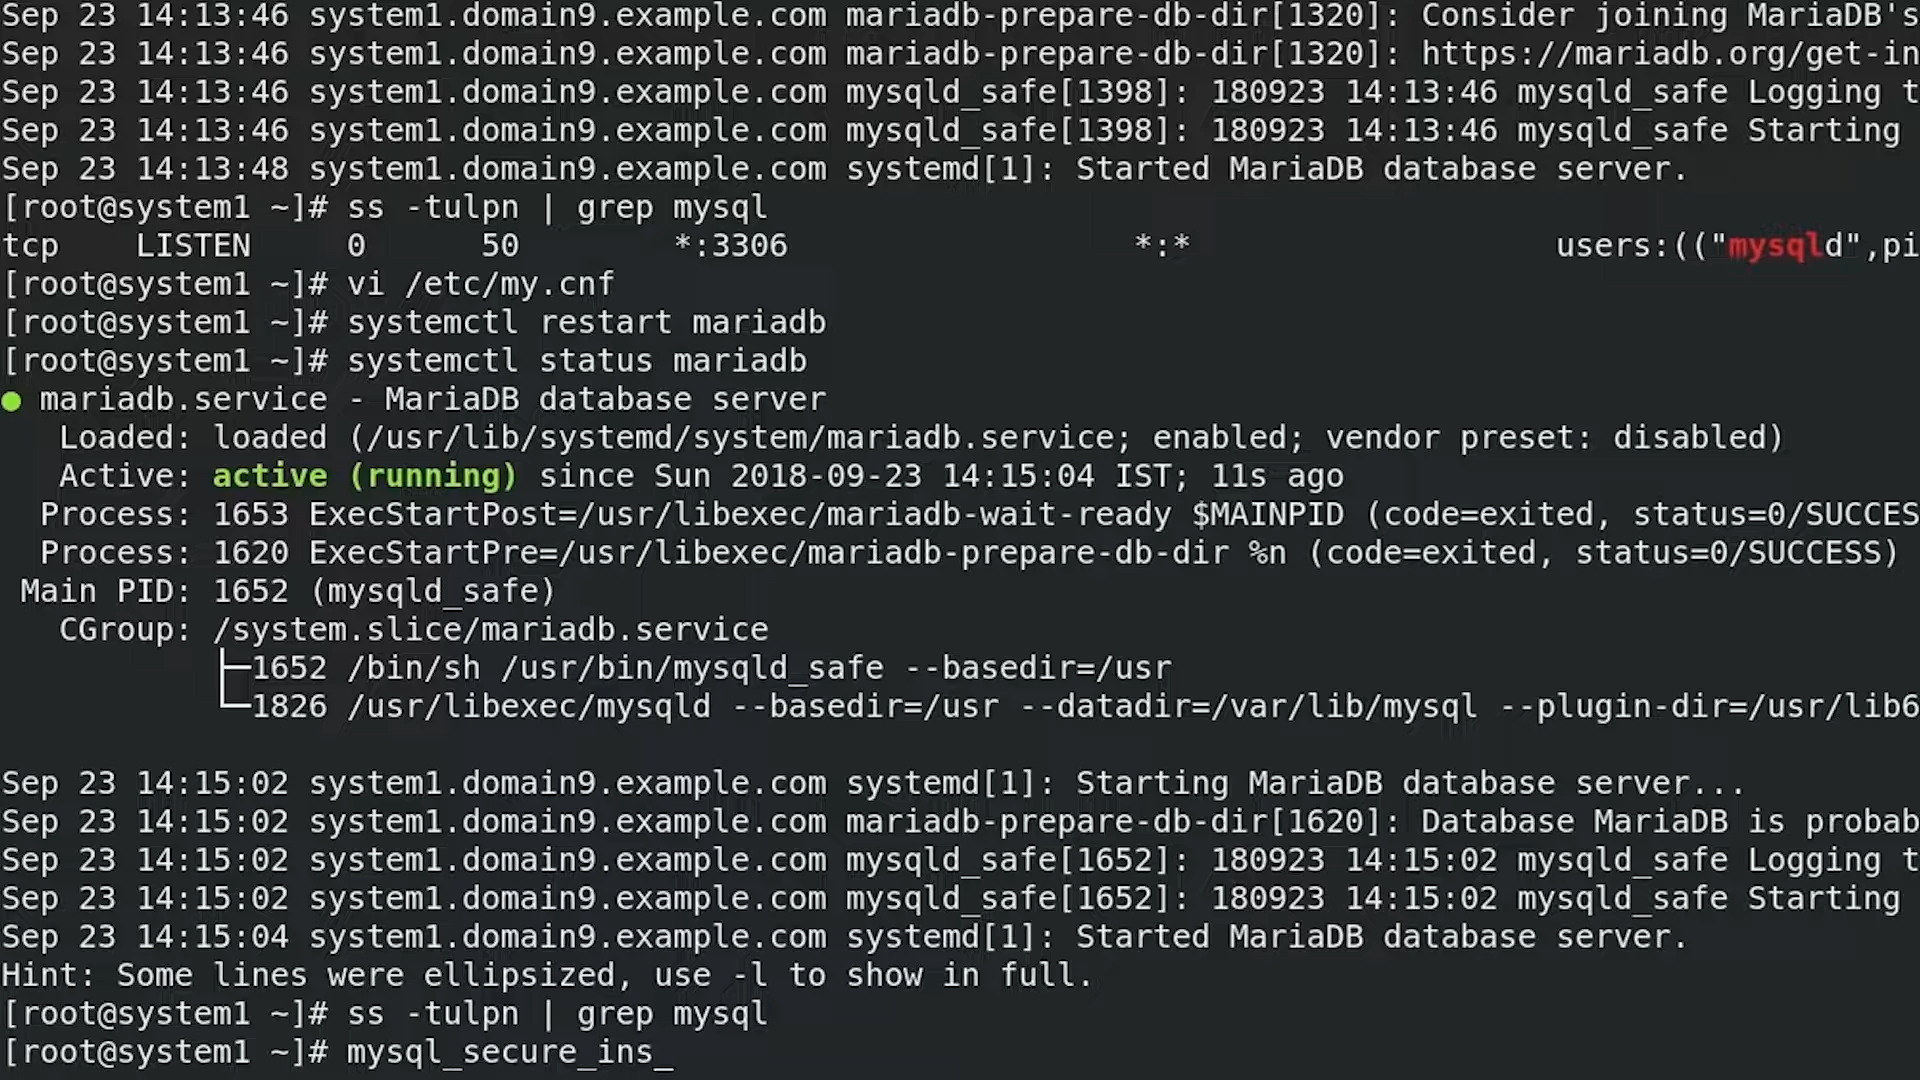 Sep 23 14:13:46 system1.domain9.example.com mariadb-prepare-db-dir[1320]: Consider joining MariaDB's
Sep 23 14:13:46 system1.domain9.example.com mariadb-prepare-db-dir[1320]: https://mariadb.org/get-in
Sep 23 14:13:46 system1.domain9.example.com mysqld_safe[1398]: 180923 14:13:46 mysqld_safe Logging t
Sep 23 14:13:46 system1.domain9.example.com mysqld_safe[1398]: 180923 14:13:46 mysqld_safe Starting
Sep 23 14:13:48 system1.domain9.example.com systemd[1]: Started MariaDB database server.
[root@system1 ~]# ss -tulpn | grep mysql
tcp    LISTEN     0      50        *:3306                  *:*                   users:(("mysqld",pi
[root@system1 ~]# vi /etc/my.cnf
[root@system1 ~]# systemctl restart mariadb
[root@system1 ~]# systemctl status mariadb
● mariadb.service - MariaDB database server
   Loaded: loaded (/usr/lib/systemd/system/mariadb.service; enabled; vendor preset: disabled)
   Active: active (running) since Sun 2018-09-23 14:15:04 IST; 11s ago
  Process: 1653 ExecStartPost=/usr/libexec/mariadb-wait-ready $MAINPID (code=exited, status=0/SUCCES
  Process: 1620 ExecStartPre=/usr/libexec/mariadb-prepare-db-dir %n (code=exited, status=0/SUCCESS)
 Main PID: 1652 (mysqld_safe)
   CGroup: /system.slice/mariadb.service
           ├─1652 /bin/sh /usr/bin/mysqld_safe --basedir=/usr
           └─1826 /usr/libexec/mysqld --basedir=/usr --datadir=/var/lib/mysql --plugin-dir=/usr/lib6
Sep 23 14:15:02 system1.domain9.example.com systemd[1]: Starting MariaDB database server...
Sep 23 14:15:02 system1.domain9.example.com mariadb-prepare-db-dir[1620]: Database MariaDB is probab
Sep 23 14:15:02 system1.domain9.example.com mysqld_safe[1652]: 180923 14:15:02 mysqld_safe Logging t
Sep 23 14:15:02 system1.domain9.example.com mysqld_safe[1652]: 180923 14:15:02 mysqld_safe Starting
Sep 23 14:15:04 system1.domain9.example.com systemd[1]: Started MariaDB database server.
Hint: Some lines were ellipsized, use -l to show in full.
[root@system1 ~]# ss -tulpn | grep mysql
[root@system1 ~]# mysql_secure_ins_